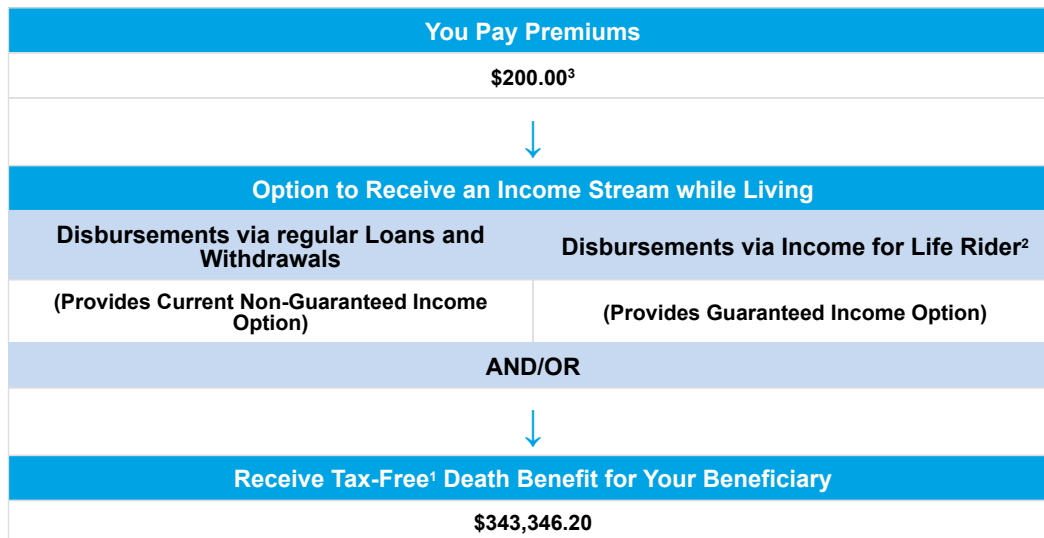 You Pay Premiums
$200.00³
Option to Receive an Income Stream while Living
Disbursements via regular Loans and
Withdrawals
Disbursements via Income for Life Rider²
(Provides Current Non-Guaranteed Income
Option)
(Provides Guaranteed Income Option)
AND/OR
Receive Tax-Free¹ Death Benefit for Your Beneficiary
$343,346.20